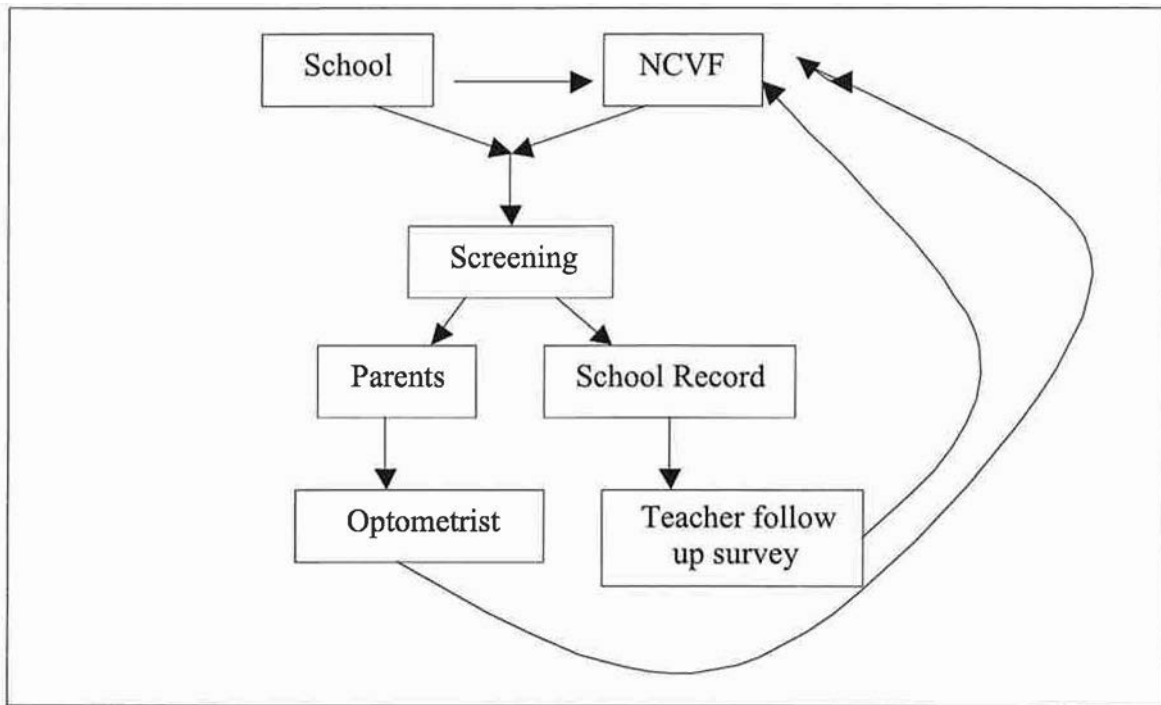 School
NCVF
Screening
Parents
School Record
Optometrist
Teacher follow
up survey